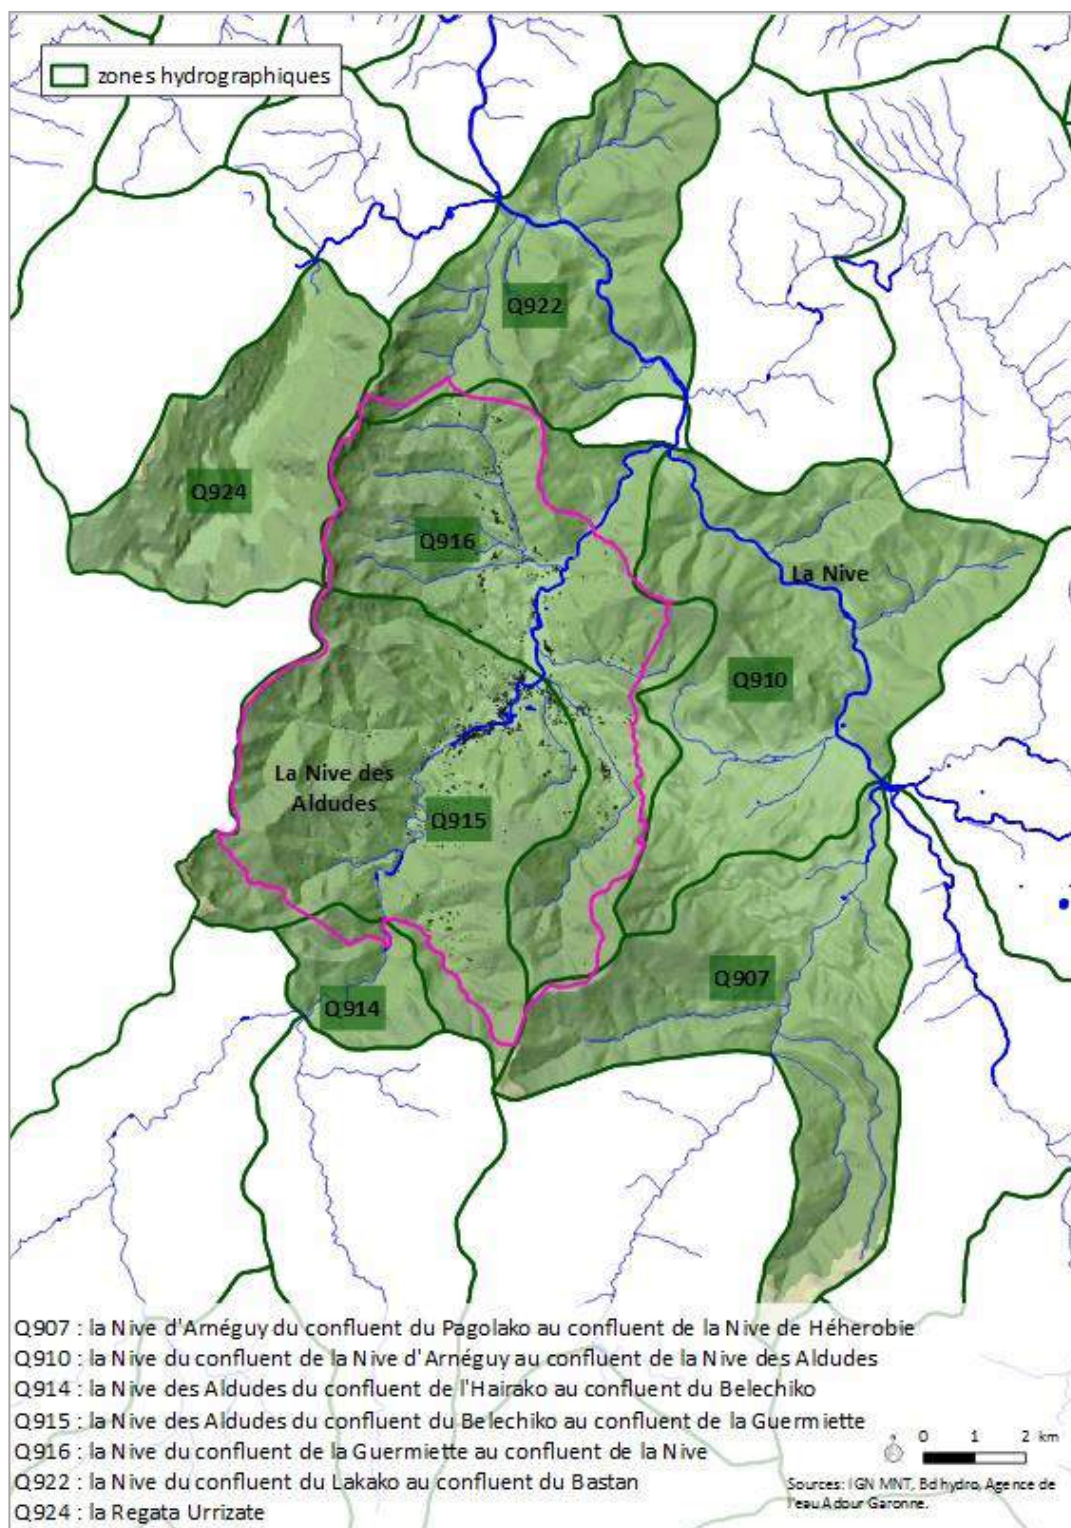 zones hydrographiques
Q922
Q924
Q916
La Nive
Q910
La Nive des
Aldudes
Q915
Q907
Q914
Q907 : la Nive d'Arnéguy du confluent du Pagolako au confluent de la Nive de Héherobie
Q910 : la Nive du confluent de la Nive d'Arnéguy au confluent de la Nive des Aldudes
Q914 : la Nive des Aldudes du confluent de l'Hairako au confluent du Belechiko
Q915 : la Nive des Aldudes du confluent du Belechiko au confluent de la Guermiette
Q916 : la Nive du confluent de la Guermiette au confluent de la Nive
Q922 : la Nive du confluent du Lakako au confluent du Bastan
Q924 : la Regata Urrizate
0 1 2 km
Sources: IGN MNT, Bd hydro, Agence de
l'eau Adour Garonne.